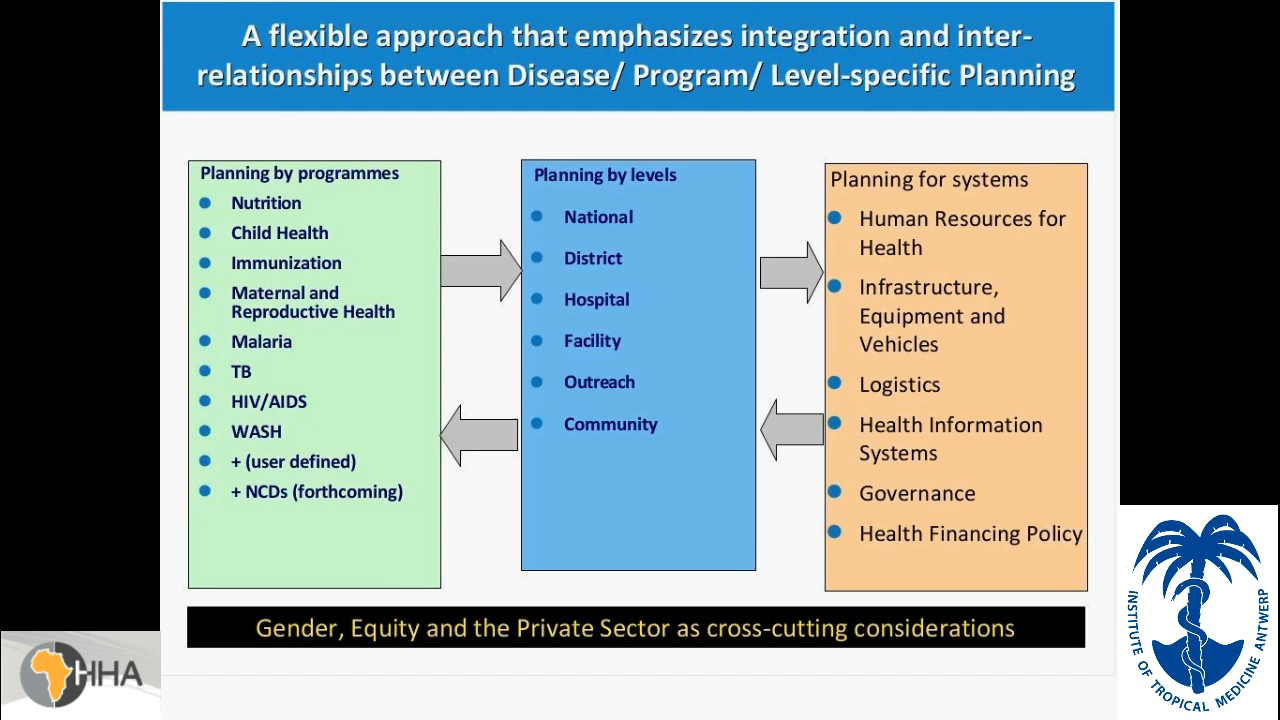 A flexible approach that emphasizes integration and inter-
relationships between Disease/ Program/ Level-specific Planning
Planning by programmes
Nutrition
Child Health
Immunization
Maternal and
Reproductive Health
Malaria
TB
HIV/AIDS
WASH
+ (user defined)
+ NCDs (forthcoming)
Planning by levels
National
District
Hospital
Facility
Outreach
Community
Planning for systems
Human Resources for
Health
Infrastructure,
Equipment and
Vehicles
Logistics
Health Information
Systems
Governance
Health Financing Policy
Gender, Equity and the Private Sector as cross-cutting considerations
HHA
INSTITUTE OF TROPICAL MEDICINE ANTWERP